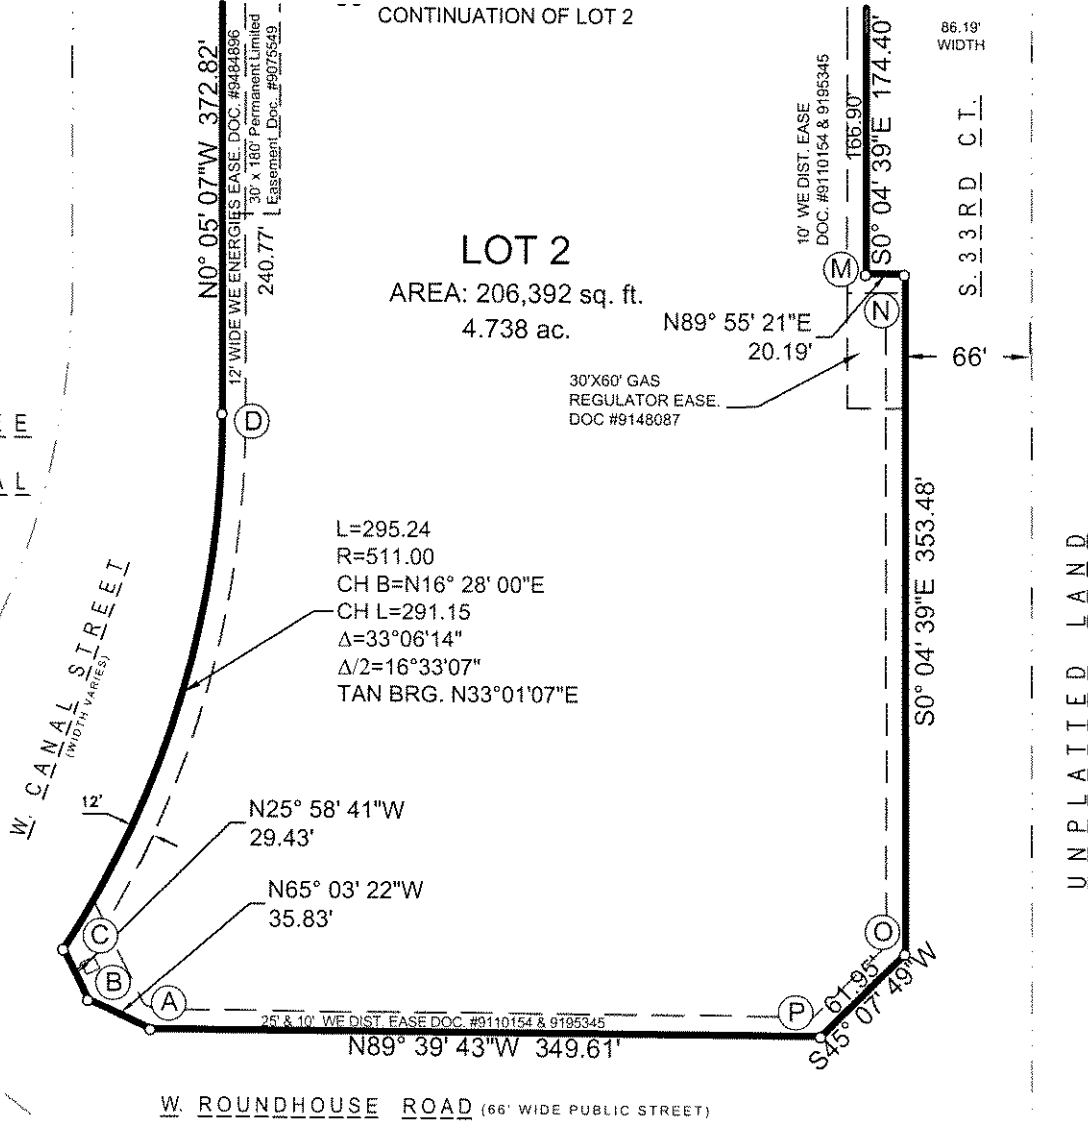 CONTINUATION OF LOT 2
86.19'
WIDTH
N0° 05' 07"W 372.82'
12' WIDE WE ENERGIES EASE. DOC. #9484896
30' x 180' Permanent Limited
Easement Doc. #9075549
240.77'
10' WE DIST. EASE
DOC. #9110154 & 9195345
166.90'
S0° 04' 39"E 174.40'
S. 33RD CT.
LOT 2
AREA: 206,392 sq. ft.
4.738 ac.
M
N
N89° 55' 21"E
20.19'
66'
30'X60' GAS
REGULATOR EASE.
DOC #9148087
D
E
AL
L=295.24
R=511.00
CH B=N16° 28' 00"E
CH L=291.15
Δ=33°06'14"
Δ/2=16°33'07"
TAN BRG. N33°01'07"E
S0° 04' 39"E 353.48'
UNPLATTED LAND
W. CANAL STREET
(WIDTH VARIES)
12'
N25° 58' 41"W
29.43'
N65° 03' 22"W
35.83'
C
B
A
O
P
61.95'
S45° 07' 49"W
25' & 10' WE DIST. EASE DOC. #9110154 & 9195345
N89° 39' 43"W 349.61'
W. ROUNDHOUSE ROAD (66' WIDE PUBLIC STREET)